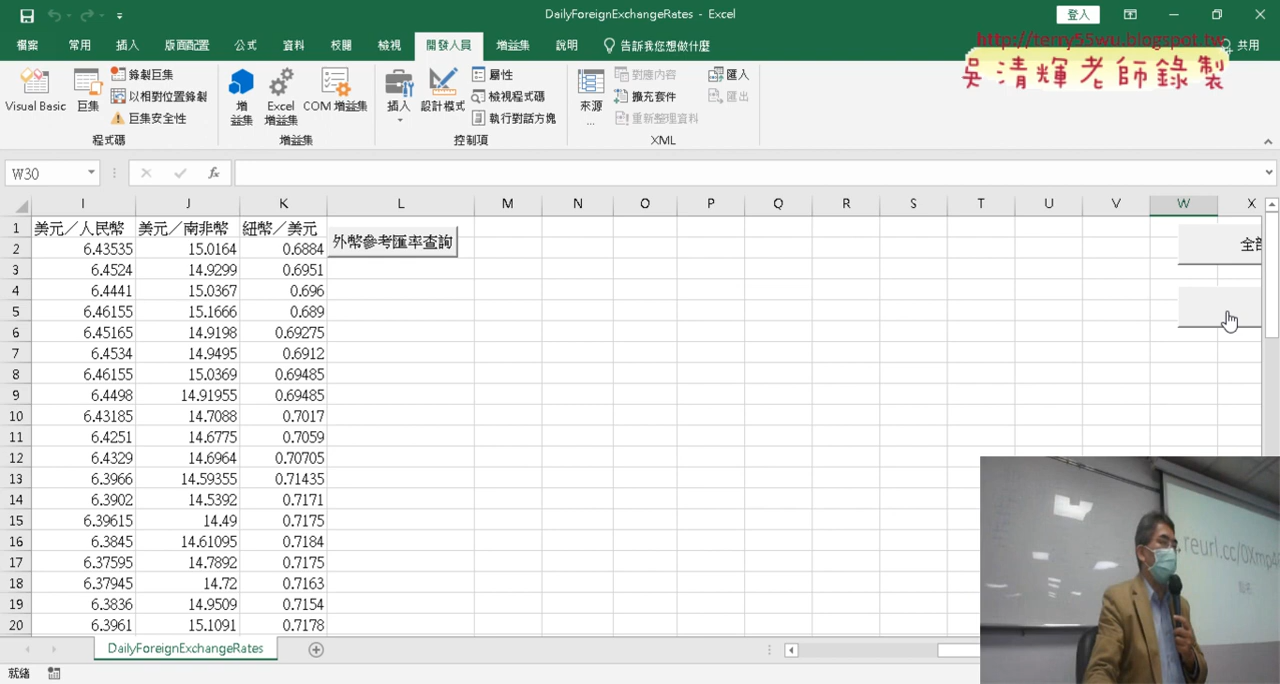 DailyForeignExchangeRates - Excel
登入
檔案 常用 插入 版面配置 公式 資料 校閱 檢視 開發人員 增益集 說明 告訴我您想做什麼 共用
http://terry55wu.blogspot.tw
吳清輝老師錄製
Visual Basic 巨集 錄製巨集 以相對位置錄製 巨集安全性
程式碼
增益集 Excel 增益集 COM 增益集
增益集
插入 設計模式 屬性 檢視程式碼 執行對話方塊
控制項
來源... 對應內容 擴充套件 重新整理資料 匯入 匯出
XML
W30 fx
I J K L M N O P Q R S T U V W X
1 美元／人民幣 美元／南非幣 紐幣／美元
2 6.43535 15.0164 0.6884 外幣參考匯率查詢 全部
3 6.4524 14.9299 0.6951
4 6.4441 15.0367 0.696
5 6.46155 15.1666 0.689
6 6.45165 14.9198 0.69275
7 6.4534 14.9495 0.6912
8 6.46155 15.0369 0.69485
9 6.4498 14.91955 0.69485
10 6.43185 14.7088 0.7017
11 6.4251 14.6775 0.7059
12 6.4329 14.6964 0.70705
13 6.3966 14.59355 0.71435
14 6.3902 14.5392 0.7171
15 6.39615 14.49 0.7175
16 6.3845 14.61095 0.7184
17 6.37595 14.7892 0.7175
18 6.37945 14.72 0.7163
19 6.3836 14.9509 0.7154
20 6.3961 15.1091 0.7178
reurl.cc/0Xmp4
DailyForeignExchangeRates
就緒